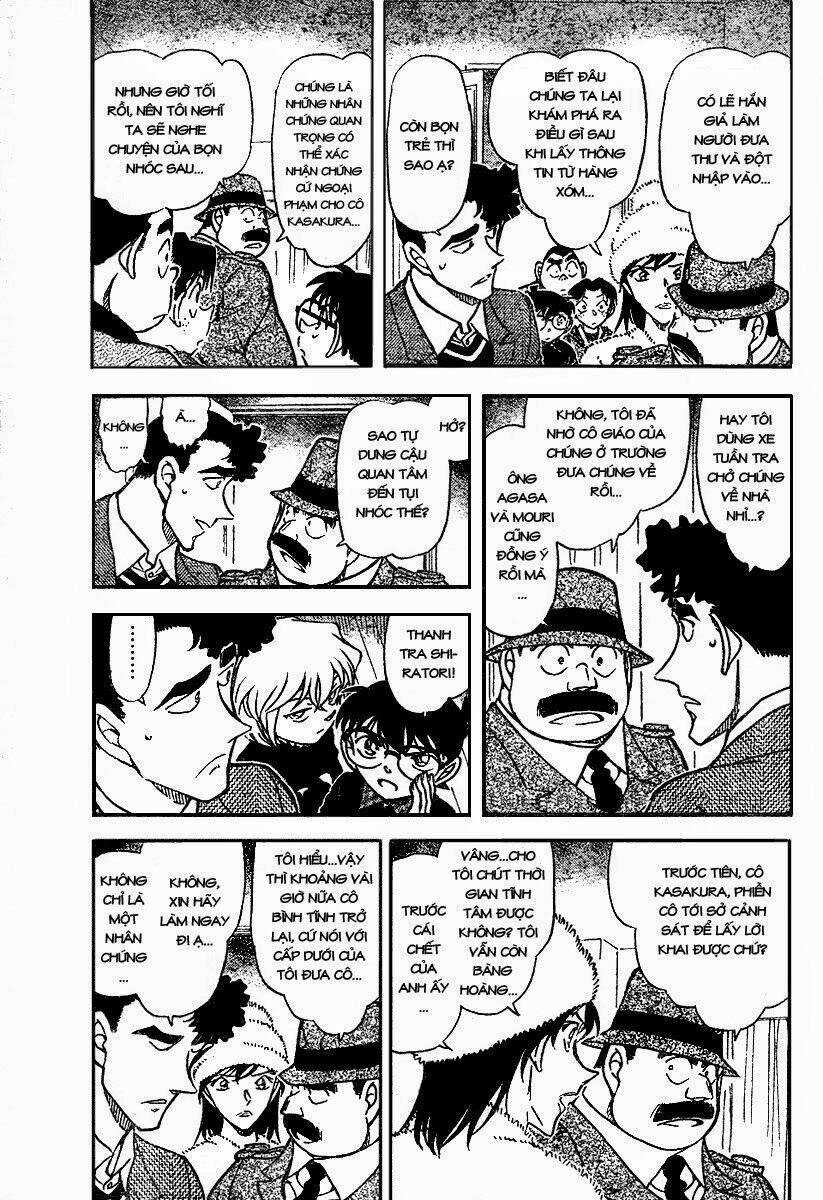 CÓ LẼ HẮN
GIẢ LÀM
NGƯỜI ĐƯA
THƯ VÀ ĐỘT
NHẬP VÀO...
BIẾT ĐÂU
CHÚNG TA LẠI
KHÁM PHÁ RA
ĐIỀU GÌ SAU
KHI LẤY THÔNG
TIN TỪ HÀNG
XÓM...
CÒN BỌN
TRẺ THÌ
SAO Ạ?
CHÚNG LÀ
NHỮNG NHÂN
CHỨNG QUAN
TRỌNG CÓ
THỂ XÁC
NHẬN CHỨNG
CỨ NGOẠI
PHẠM CHO CÔ
KASAKURA...
NHƯNG GIỜ TỐI
RỒI, NÊN TÔI NGHĨ
TA SẼ NGHE
CHUYỆN CỦA BỌN
NHÓC SAU...
HAY TÔI
DÙNG XE
TUẦN TRA
CHỞ CHÚNG
VỀ NHÀ
NHỈ...?
KHÔNG, TÔI ĐÃ
NHỜ CÔ GIÁO CỦA
CHÚNG Ở TRƯỜNG
ĐƯA CHÚNG VỀ
RỒI...
ÔNG
AGASA
VÀ MOURI
CŨNG
ĐỒNG Ý
RỒI MÀ
...
HỞ?
SAO TỰ
DUNG CẬU
QUAN TÂM
ĐẾN TỤI
NHÓC THẾ?
À...
KHÔNG
...
THANH
TRA SHI-
RATORI!
......
TRƯỚC TIÊN, CÔ
KASAKURA, PHIỀN
CÔ TỚI SỞ CẢNH
SÁT ĐỂ LẤY LỜI
KHAI ĐƯỢC CHỨ?
VÂNG...CHO
TÔI CHÚT THỜI
GIAN TĨNH
TÂM ĐƯỢC
KHÔNG? TÔI
VẪN CÒN
BÀNG
HOÀNG...
TRƯỚC
CÁI
CHẾT
CỦA
ANH ẤY
...
TÔI HIỂU...VẬY
THÌ KHOẢNG VÀI
GIỜ NỮA CÔ
BÌNH TĨNH TRỞ
LẠI, CỨ NÓI VỚI
CẤP DƯỚI CỦA
TÔI ĐƯA CÔ...
KHÔNG,
XIN HÃY
LÀM NGAY
ĐI Ạ...
KHÔNG
CHỈ LÀ
MỘT
NHÂN
CHỨNG
...